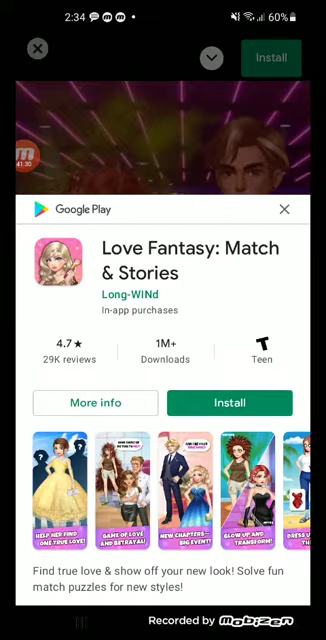 2:34
60%
Install
41:30
Google Play
Love Fantasy: Match
& Stories
Long-WINd
In-app purchases
4.7★
29K reviews
1M+
Downloads
T
Teen
More info
Install
HELP HER FIND
ONE TRUE LOVE!
GAME OF LOVE
AND BETRAYAL!
NEW CHAPTERS—
BIG EVENT!
GLOW UP AND
TRANSFORM!
DRESS U
Find true love & show off your new look! Solve fun
match puzzles for new styles!
Recorded by mobizen